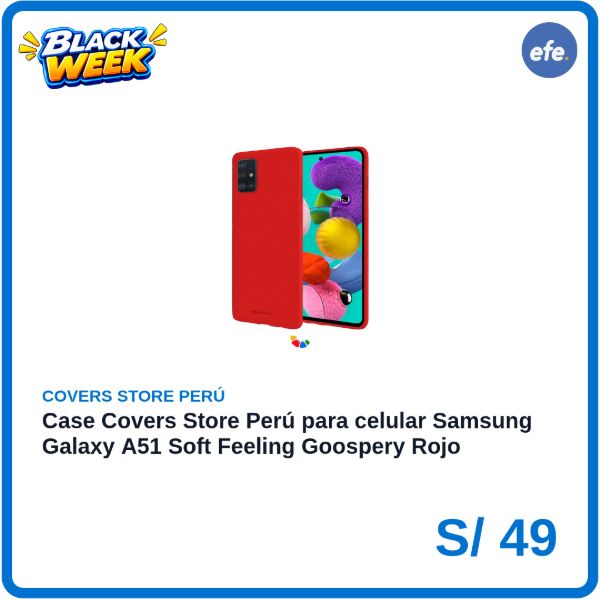 BLACK
WEEK
efe.
COVERS STORE PERÚ
Case Covers Store Perú para celular Samsung
Galaxy A51 Soft Feeling Goospery Rojo
S/ 49